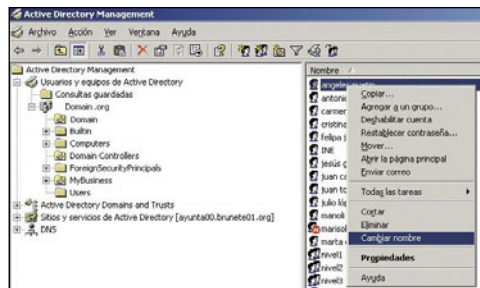 Active Directory Management
Archivo Acción Ver Ventana Ayuda
Active Directory Management
Usuarios y equipos de Active Directory
Consultas guardadas
Domain .org
Domain
Builtin
Computers
Domain Controllers
ForeignSecurityPrincipals
MyBusiness
Users
Active Directory Domains and Trusts
Sitios y servicios de Active Directory [ayunta00.brunete01.org]
DNS
Nombre
angeles
antonio
carmen
cristina
felipa
INE
jesús
juan
juan
julio
manoli
marisol
marta
nivel1
nivel2
nivel3
Copiar...
Agregar a un grupo...
Deshabilitar cuenta
Restablecer contraseña...
Mover...
Abrir la página principal
Enviar correo
Todas las tareas
Cortar
Eliminar
Cambiar nombre
Propiedades
Ayuda